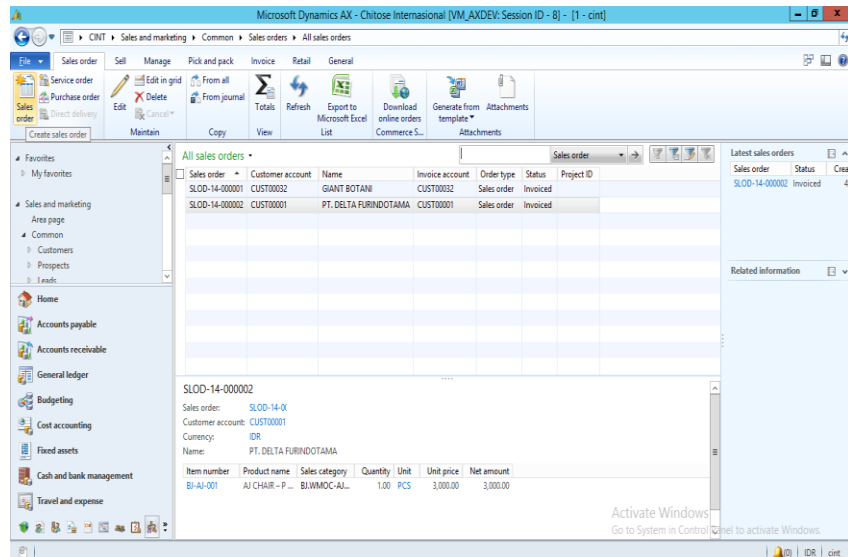 Microsoft Dynamics AX - Chitose Internasional [VM_AXDEV: Session ID - 8] - [1 - cint]
CINT Sales and marketing Common Sales orders All sales orders
File Sales order Sell Manage Pick and pack Invoice Retail General
Sales order
Service order
Purchase order
Direct delivery
Edit
Edit in grid
Delete
Cancel
From all
From journal
Totals
Refresh
Export to Microsoft Excel
Download online orders
Generate from template
Attachments
Maintain Copy View List Commerce S... Attachments
Create sales order
Favorites
My favorites
Sales and marketing
Area page
Common
Customers
Prospects
Leads
Home
Accounts payable
Accounts receivable
General ledger
Budgeting
Cost accounting
Fixed assets
Cash and bank management
Travel and expense
All sales orders
Sales order
Sales order Customer account Name Invoice account Order type Status Project ID
SLOD-14-000001 CUST00032 GIANT BOTANI CUST00032 Sales order Invoiced
SLOD-14-000002 CUST00001 PT. DELTA FURINDOTAMA CUST00001 Sales order Invoiced
SLOD-14-000002
Sales order: SLOD-14-0(
Customer account: CUST00001
Currency: IDR
Name: PT. DELTA FURINDOTAMA
Item number Product name Sales category Quantity Unit Unit price Net amount
BJ-AJ-001 AJ CHAIR – P ... BJ.WMOC-AJ... 1.00 PCS 3,000.00 3,000.00
Latest sales orders
Sales order Status Crea
SLOD-14-000002 Invoiced 4
Related information
Activate Windows
Go to System in Control Panel to activate Windows.
(0) IDR cint